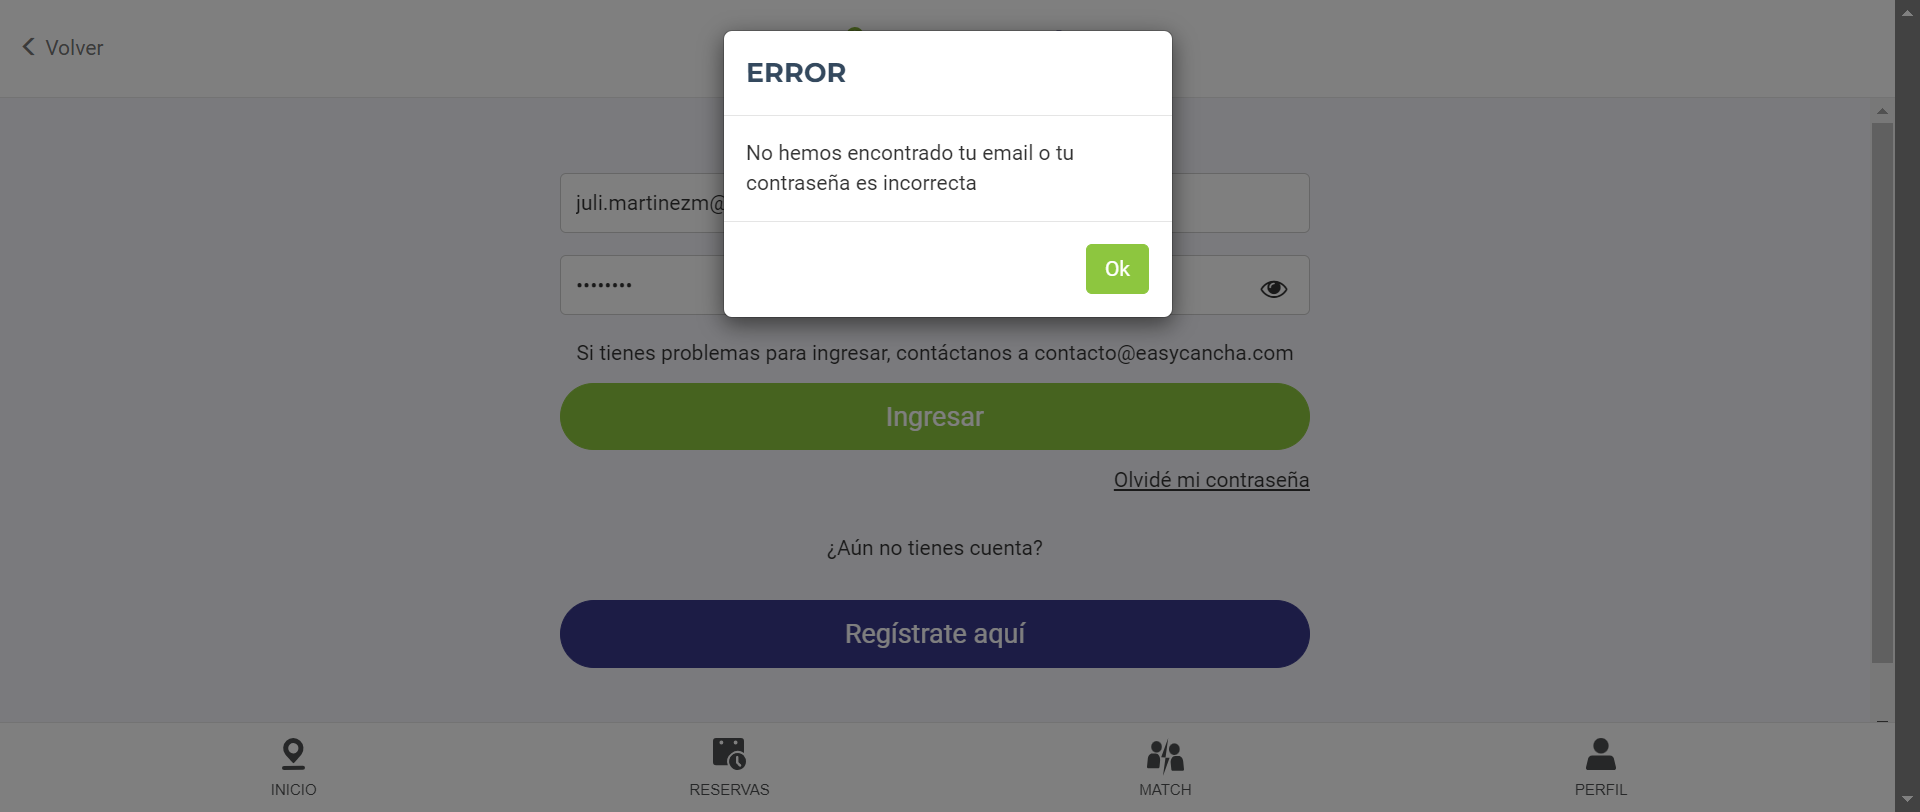 Volver
ERROR
No hemos encontrado tu email o tu
contraseña es incorrecta
Ok
juli.martinezm@
••••••••
Si tienes problemas para ingresar, contáctanos a contacto@easycancha.com
Ingresar
Olvidé mi contraseña
¿Aún no tienes cuenta?
Regístrate aquí
INICIO
RESERVAS
MATCH
PERFIL